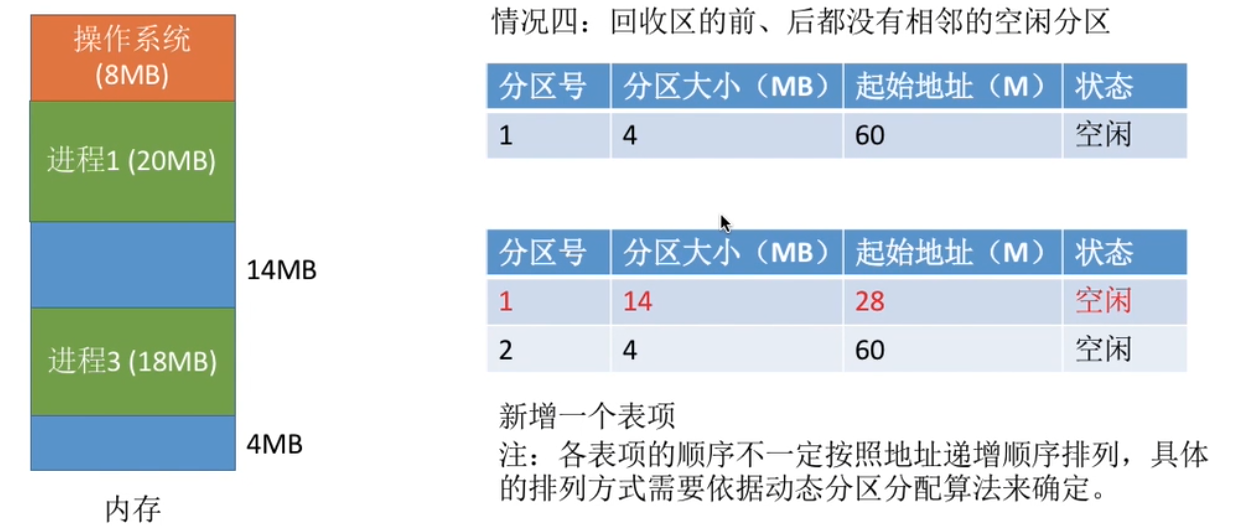 操作系统
(8MB)
进程1 (20MB)
14MB
进程3 (18MB)
4MB
内存
情况四：回收区的前、后都没有相邻的空闲分区
分区号 分区大小（MB） 起始地址（M） 状态
1 4 60 空闲
分区号 分区大小（MB） 起始地址（M） 状态
1 14 28 空闲
2 4 60 空闲
新增一个表项
注：各表项的顺序不一定按照地址递增顺序排列，具体
的排列方式需要依据动态分区分配算法来确定。